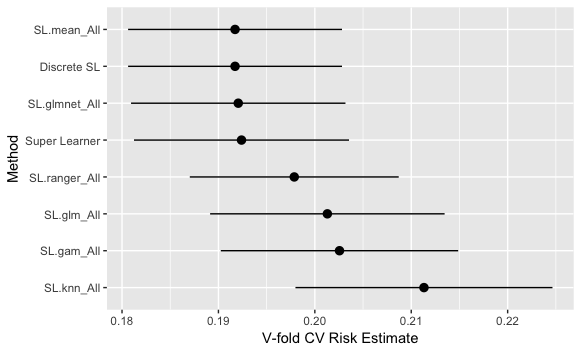 SL.mean_All
Discrete SL
SL.glmnet_All
Super Learner
SL.ranger_All
SL.glm_All
SL.gam_All
SL.knn_All
Method
0.18 0.19 0.20 0.21 0.22
V-fold CV Risk Estimate